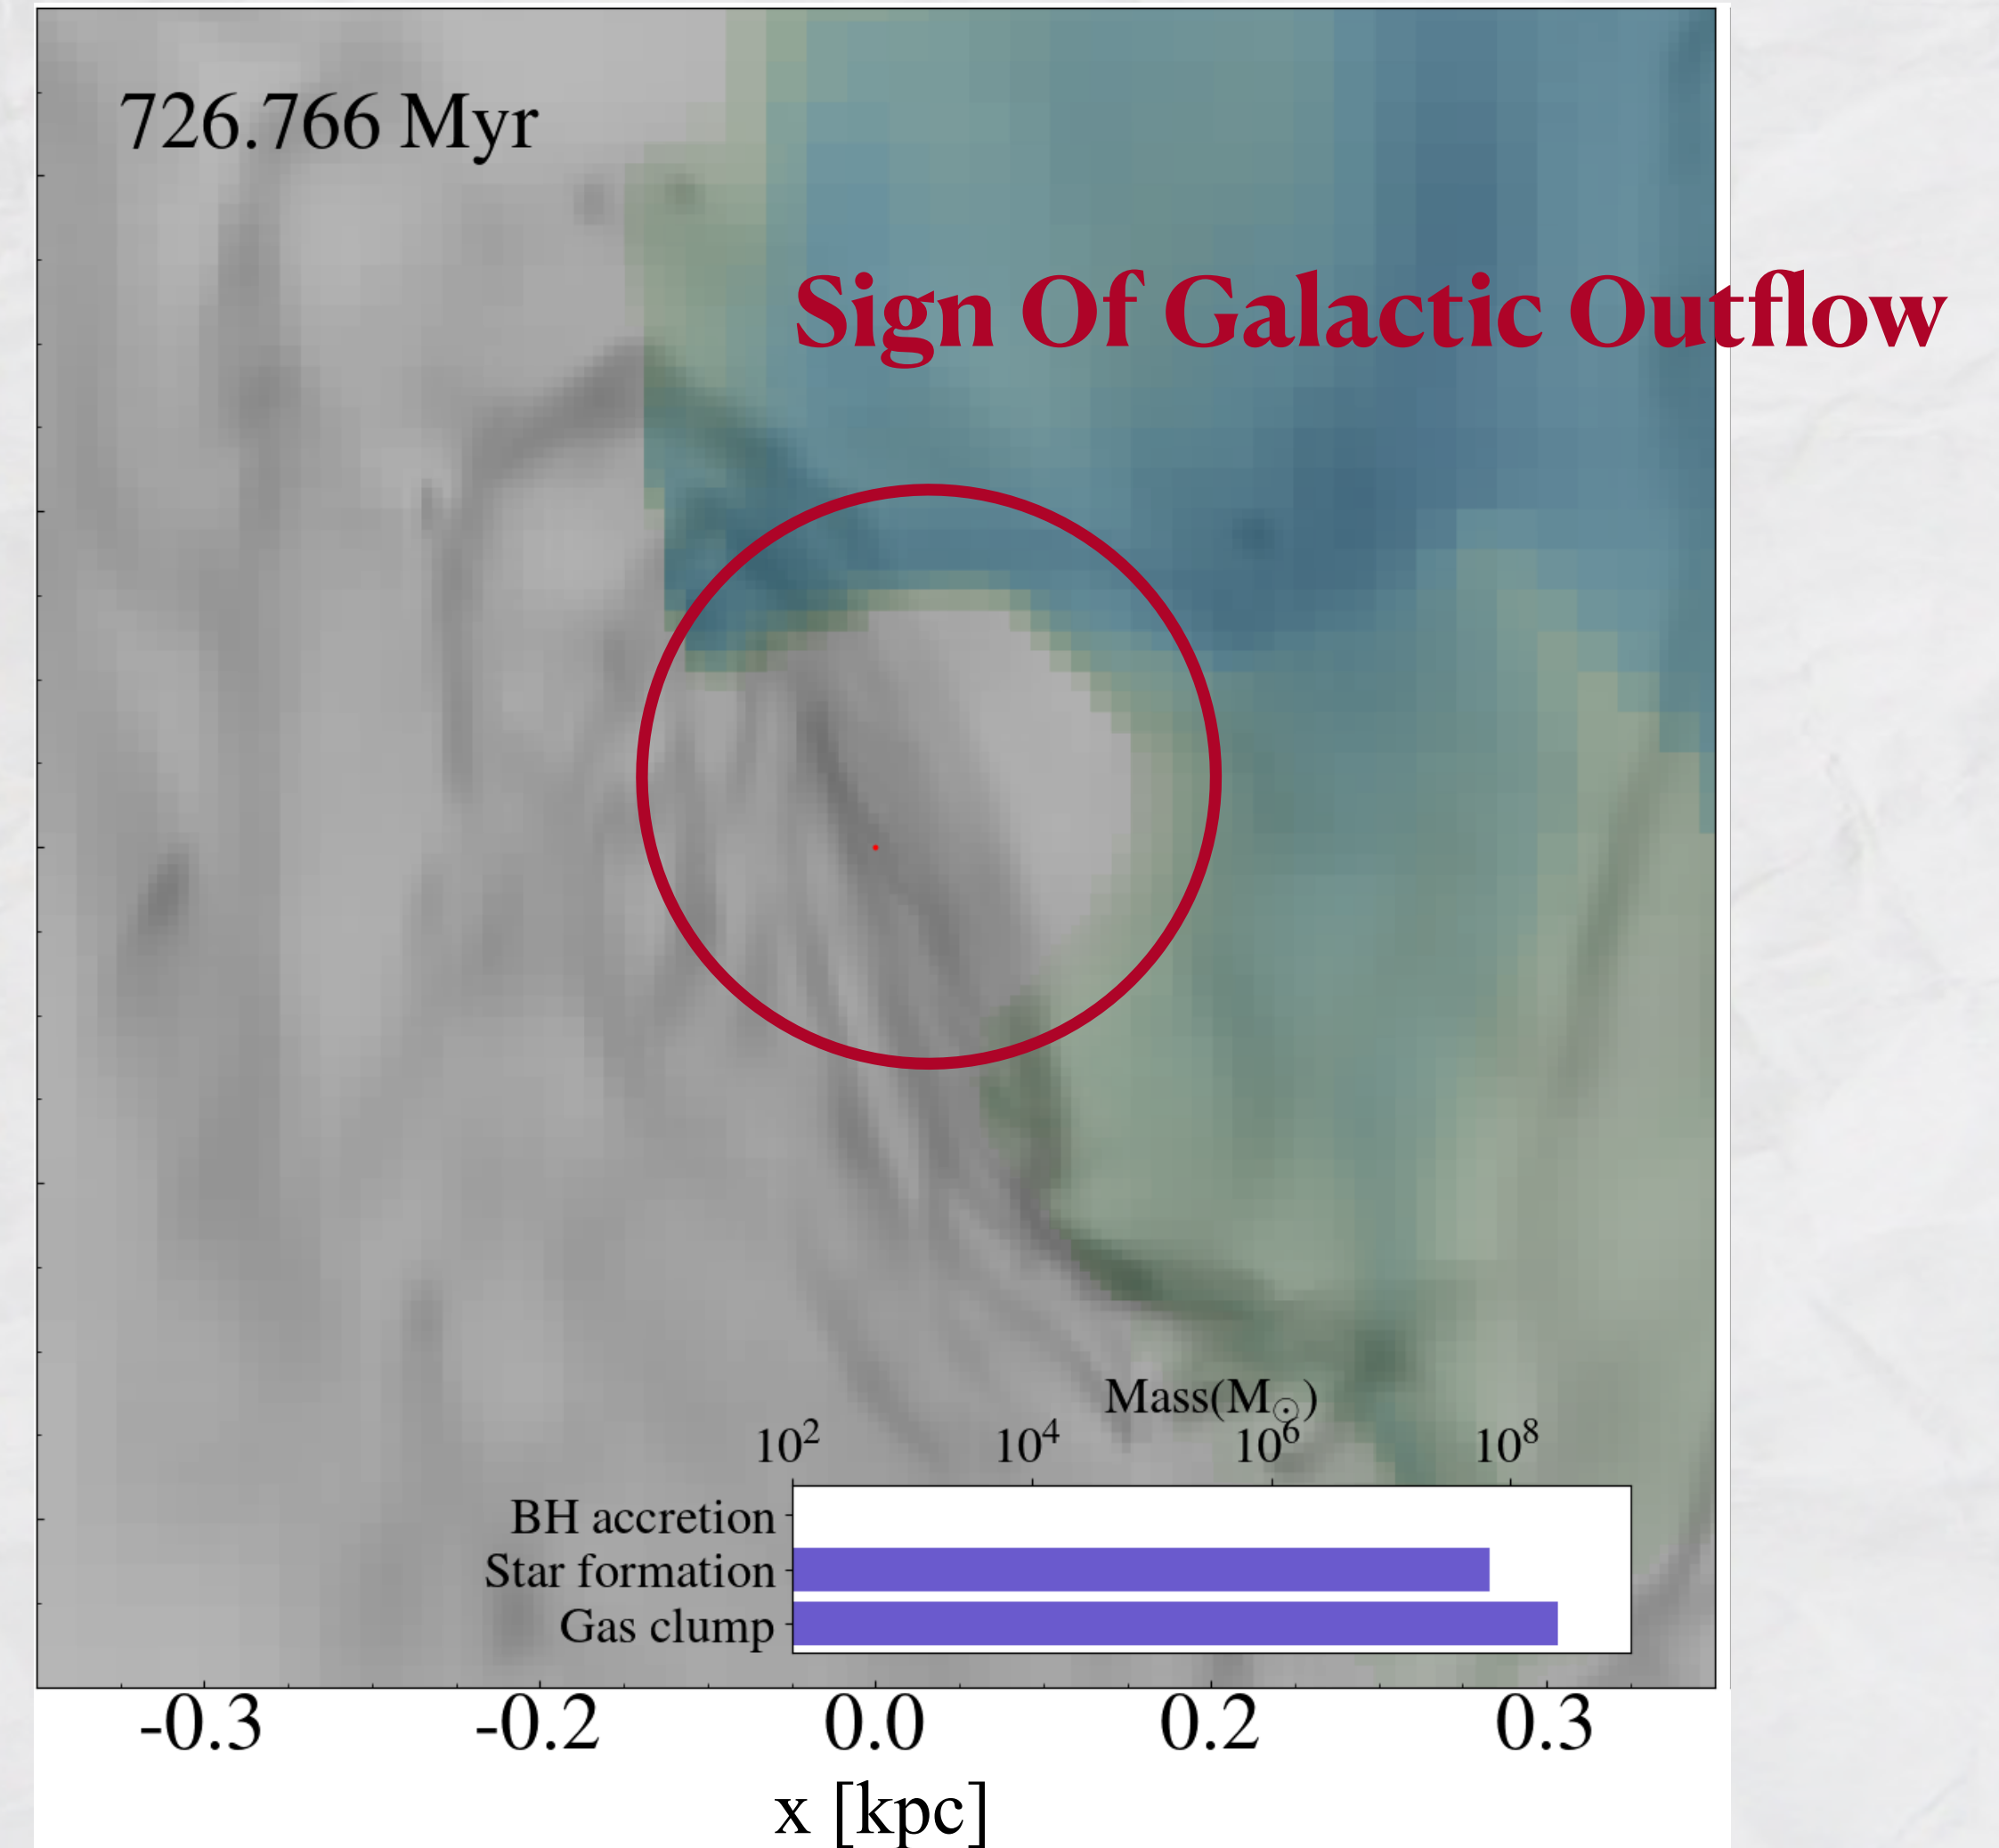 726.766 Myr
Sign Of Galactic Outflow
Mass(M☉)
10² 10⁴ 10⁶ 10⁸
BH accretion
Star formation
Gas clump
-0.3 -0.2 0.0 0.2 0.3
x [kpc]